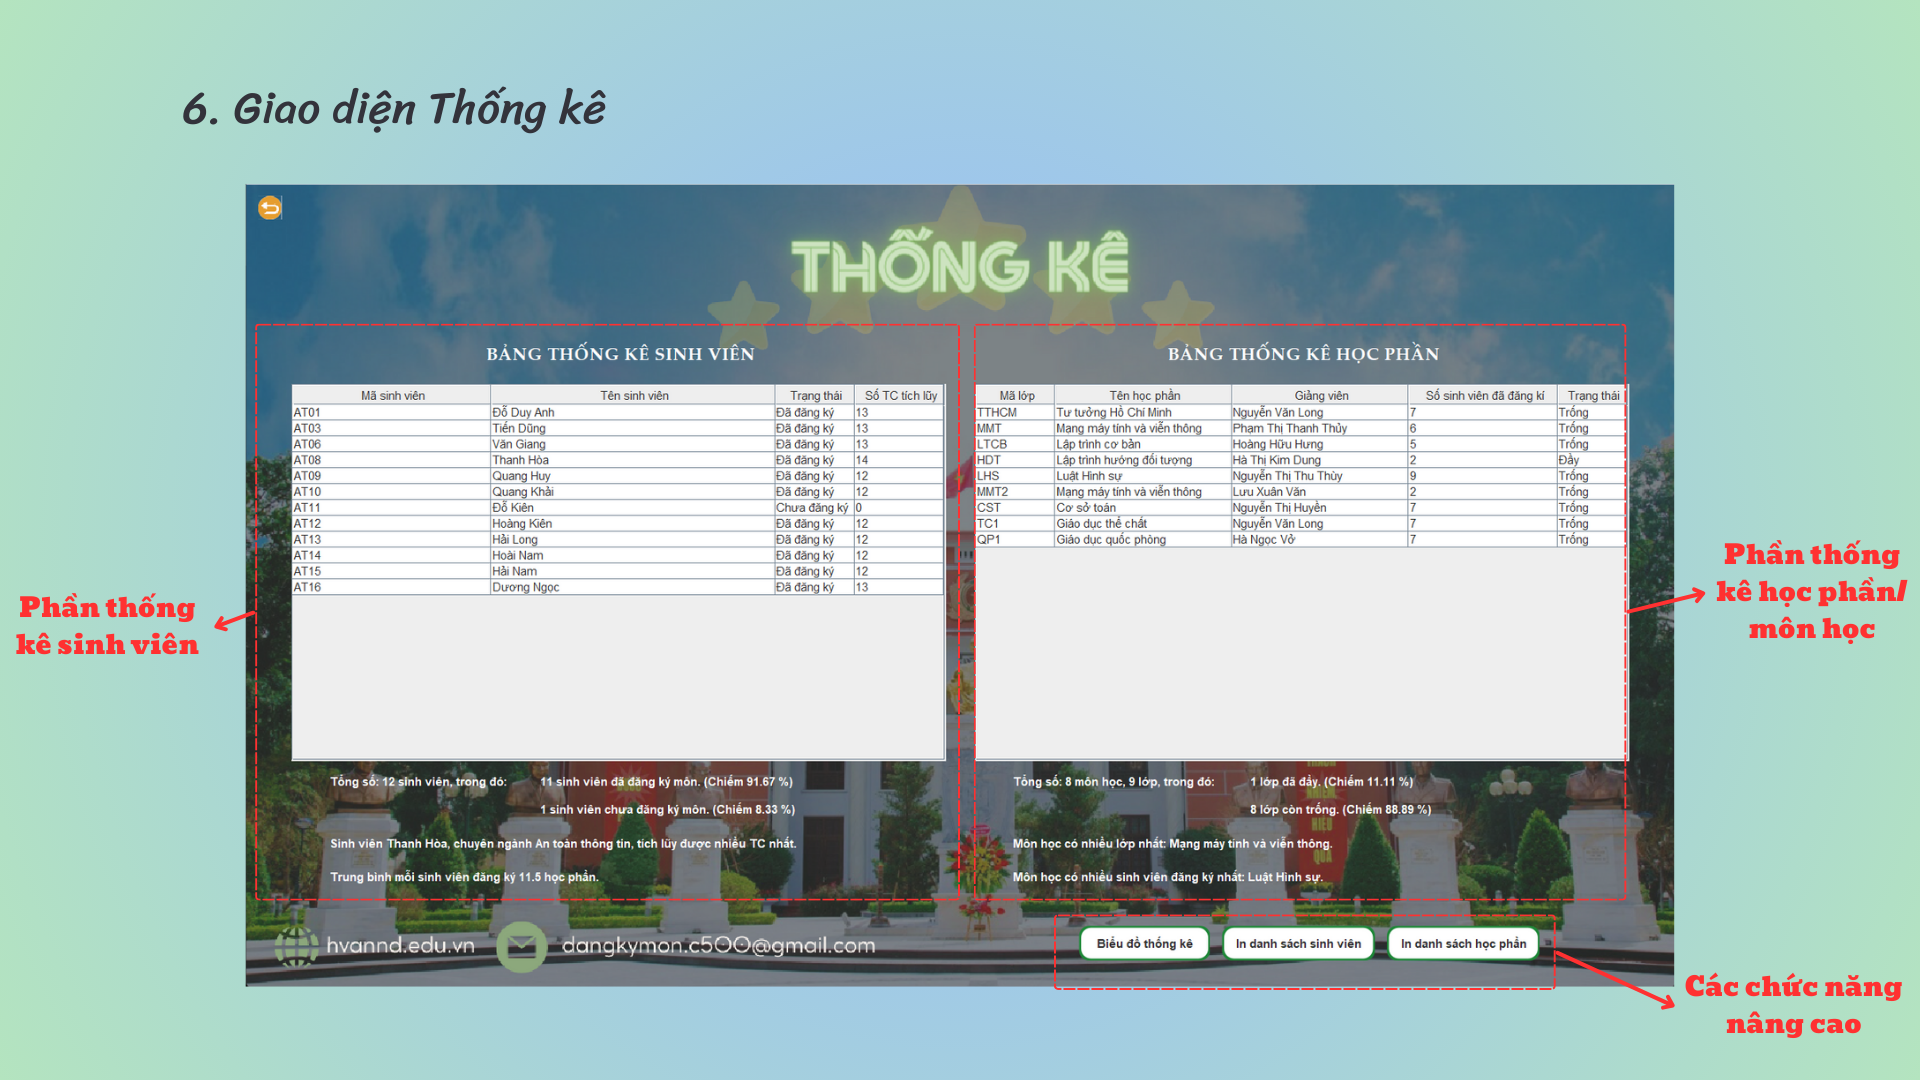 6. Giao diện Thống kê
THỐNG KÊ
BẢNG THỐNG KÊ SINH VIÊN
Mã sinh viên Tên sinh viên Trạng thái Số TC tích lũy
AT01 Đỗ Duy Anh Đã đăng ký 13
AT03 Tiến Dũng Đã đăng ký 13
AT06 Văn Giang Đã đăng ký 13
AT08 Thanh Hòa Đã đăng ký 14
AT09 Quang Huy Đã đăng ký 12
AT10 Quang Khải Đã đăng ký 12
AT11 Đỗ Kiên Chưa đăng ký 0
AT12 Hoàng Kiên Đã đăng ký 12
AT13 Hải Long Đã đăng ký 12
AT14 Hoài Nam Đã đăng ký 12
AT15 Hải Nam Đã đăng ký 12
AT16 Dương Ngọc Đã đăng ký 13
Tổng số: 12 sinh viên, trong đó: 11 sinh viên đã đăng ký môn. (Chiếm 91.67 %)
1 sinh viên chưa đăng ký môn. (Chiếm 8.33 %)
Sinh viên Thanh Hòa, chuyên ngành An toàn thông tin, tích lũy được nhiều TC nhất.
Trung bình mỗi sinh viên đăng ký 11.5 học phần.
BẢNG THỐNG KÊ HỌC PHẦN
Mã lớp Tên học phần Giảng viên Số sinh viên đã đăng kí Trạng thái
TTHCM Tư tưởng Hồ Chí Minh Nguyễn Văn Long 7 Trống
MMT Mạng máy tính và viễn thông Phạm Thị Thanh Thủy 6 Trống
LTCB Lập trình cơ bản Hoàng Hữu Hưng 5 Trống
HDT Lập trình hướng đối tượng Hà Thị Kim Dung 2 Đầy
LHS Luật Hình sự Nguyễn Thị Thu Thùy 9 Trống
MMT2 Mạng máy tính và viễn thông Lưu Xuân Văn 2 Trống
CST Cơ sở toán Nguyễn Thị Huyền 7 Trống
TC1 Giáo dục thể chất Nguyễn Văn Long 7 Trống
QP1 Giáo dục quốc phòng Hà Ngọc Vở 7 Trống
Tổng số: 8 môn học, 9 lớp, trong đó: 1 lớp đã đầy. (Chiếm 11.11 %)
8 lớp còn trống. (Chiếm 88.89 %)
Môn học có nhiều lớp nhất: Mạng máy tính và viễn thông.
Môn học có nhiều sinh viên đăng ký nhất: Luật Hình sự.
hvannd.edu.vn dangkymon.c500@gmail.com
Biểu đồ thống kê In danh sách sinh viên In danh sách học phần
Phần thống
kê sinh viên
Phần thống
kê học phần/
môn học
Các chức năng
nâng cao